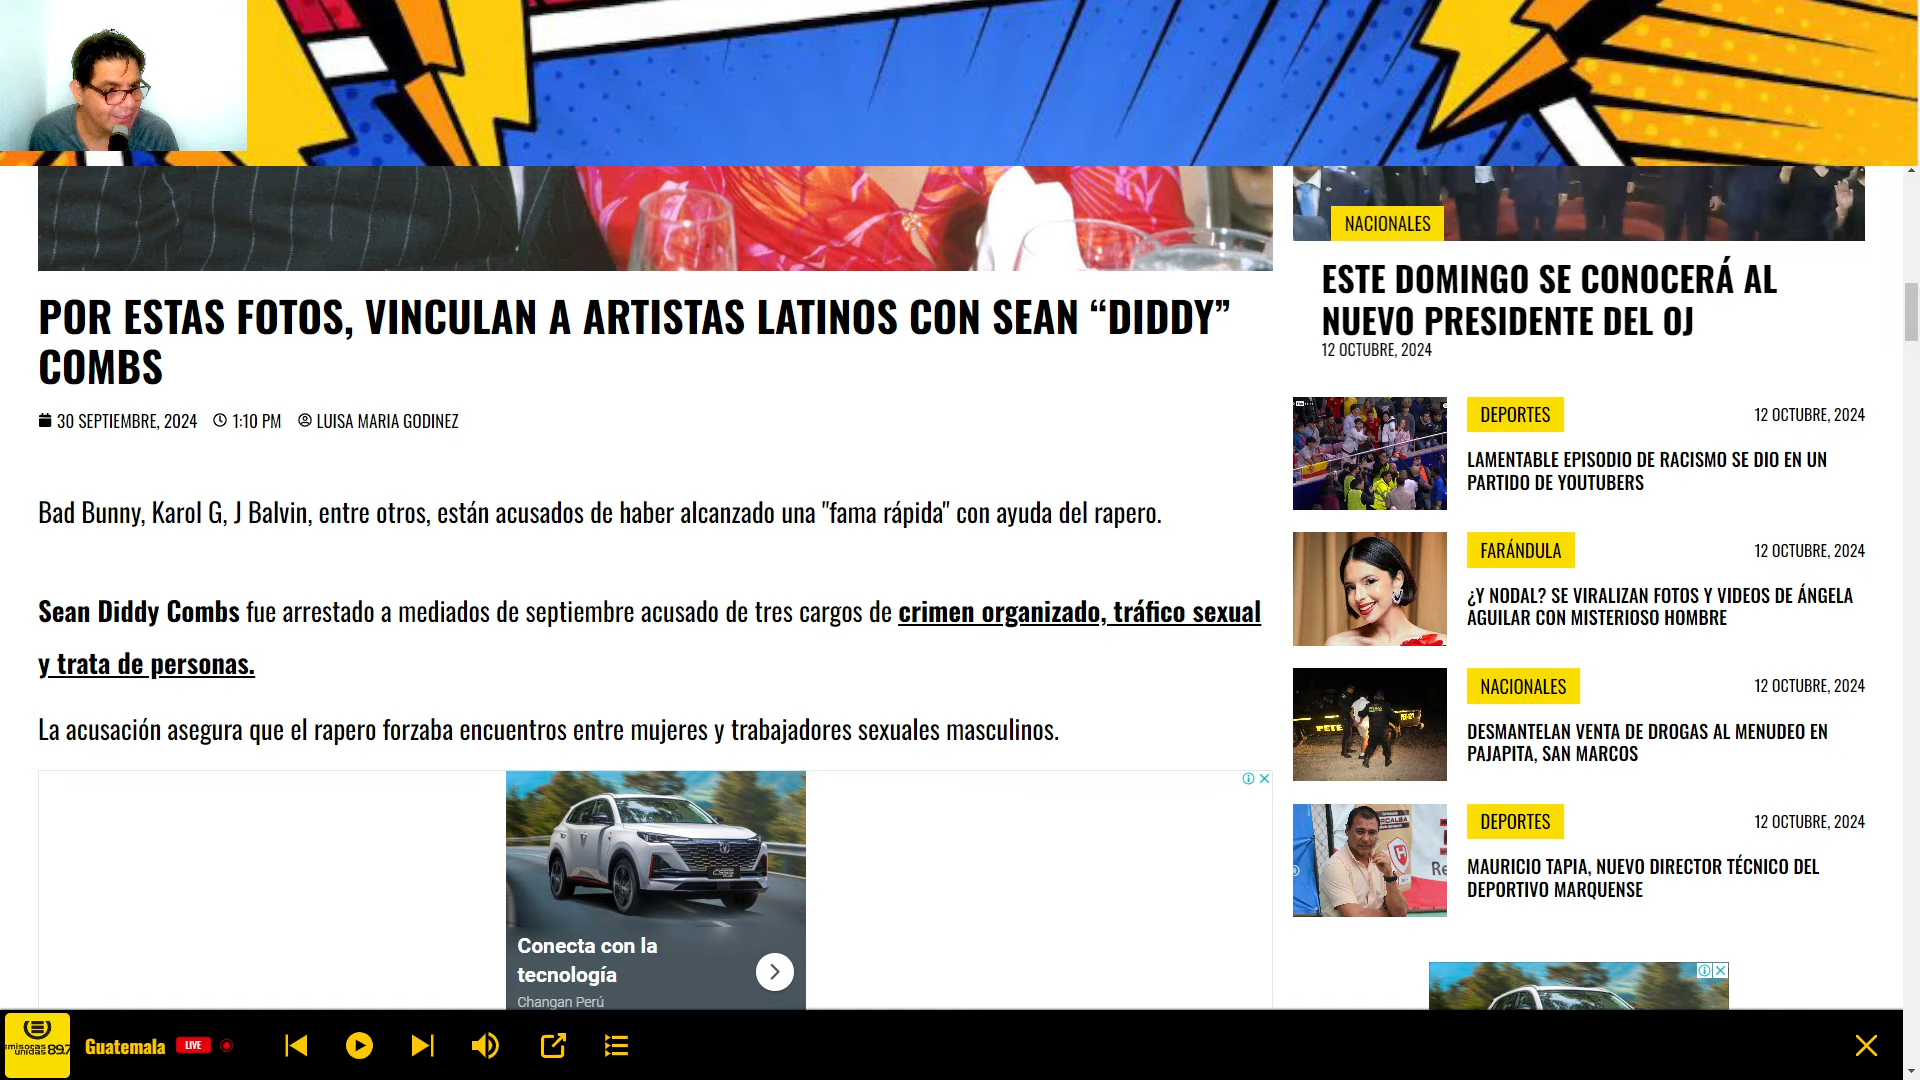 NACIONALES
POR ESTAS FOTOS, VINCULAN A ARTISTAS LATINOS CON SEAN “DIDDY”
COMBS
30 SEPTIEMBRE, 2024 1:10 PM LUISA MARIA GODINEZ
Bad Bunny, Karol G, J Balvin, entre otros, están acusados de haber alcanzado una "fama rápida" con ayuda del rapero.
Sean Diddy Combs fue arrestado a mediados de septiembre acusado de tres cargos de crimen organizado, tráfico sexual
y trata de personas.
La acusación asegura que el rapero forzaba encuentros entre mujeres y trabajadores sexuales masculinos.
Conecta con la
tecnología
Changan Perú
ESTE DOMINGO SE CONOCERÁ AL
NUEVO PRESIDENTE DEL OJ
12 OCTUBRE, 2024
DEPORTES
12 OCTUBRE, 2024
LAMENTABLE EPISODIO DE RACISMO SE DIO EN UN
PARTIDO DE YOUTUBERS
FARÁNDULA
12 OCTUBRE, 2024
¿Y NODAL? SE VIRALIZAN FOTOS Y VIDEOS DE ÁNGELA
AGUILAR CON MISTERIOSO HOMBRE
NACIONALES
12 OCTUBRE, 2024
DESMANTELAN VENTA DE DROGAS AL MENUDEO EN
PAJAPITA, SAN MARCOS
DEPORTES
12 OCTUBRE, 2024
MAURICIO TAPIA, NUEVO DIRECTOR TÉCNICO DEL
DEPORTIVO MARQUENSE
emisoras
unidas 89.7
Guatemala
LIVE